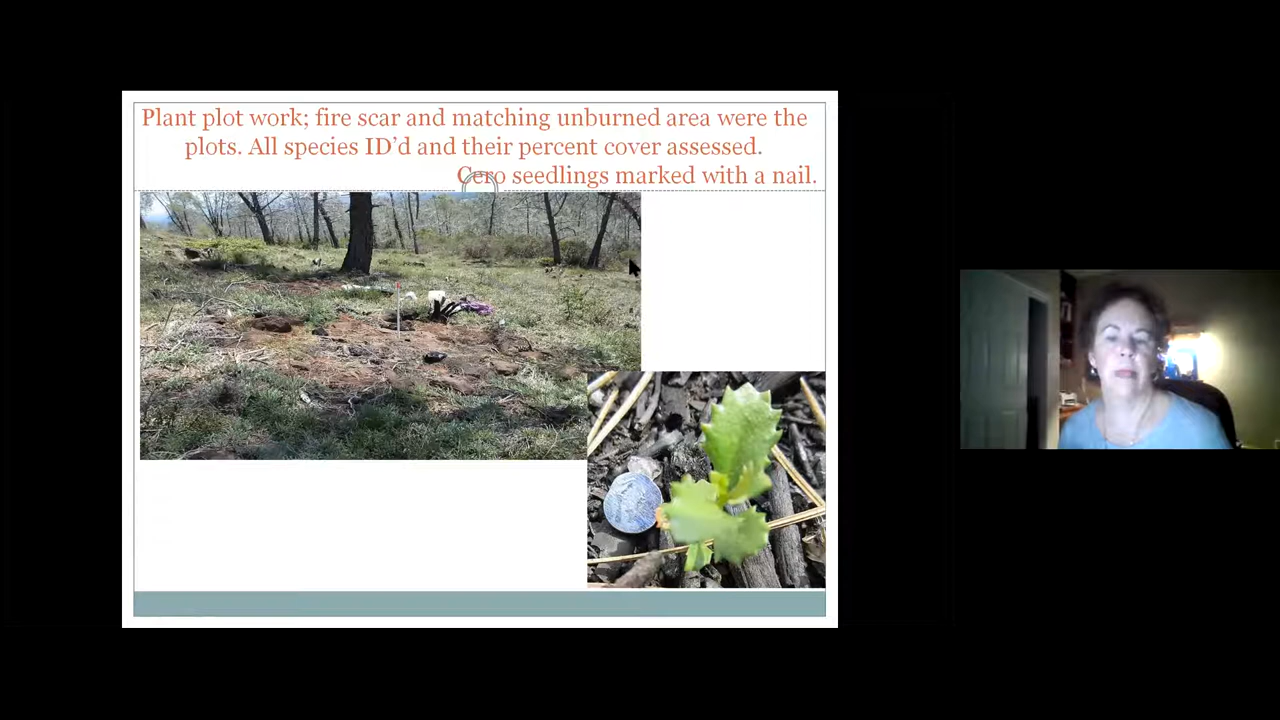 Plant plot work; fire scar and matching unburned area were the
plots. All species ID’d and their percent cover assessed.
Cero seedlings marked with a nail.